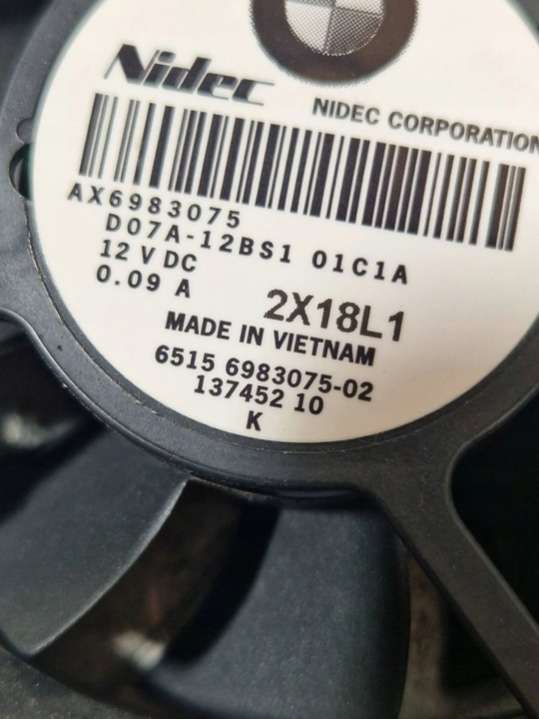 Nidec
NIDEC CORPORATION
AX6983075
D07A-12BS1 01C1A
12 V DC
0.09 A
2X18L1
MADE IN VIETNAM
6515 6983075-02
137452 10
K